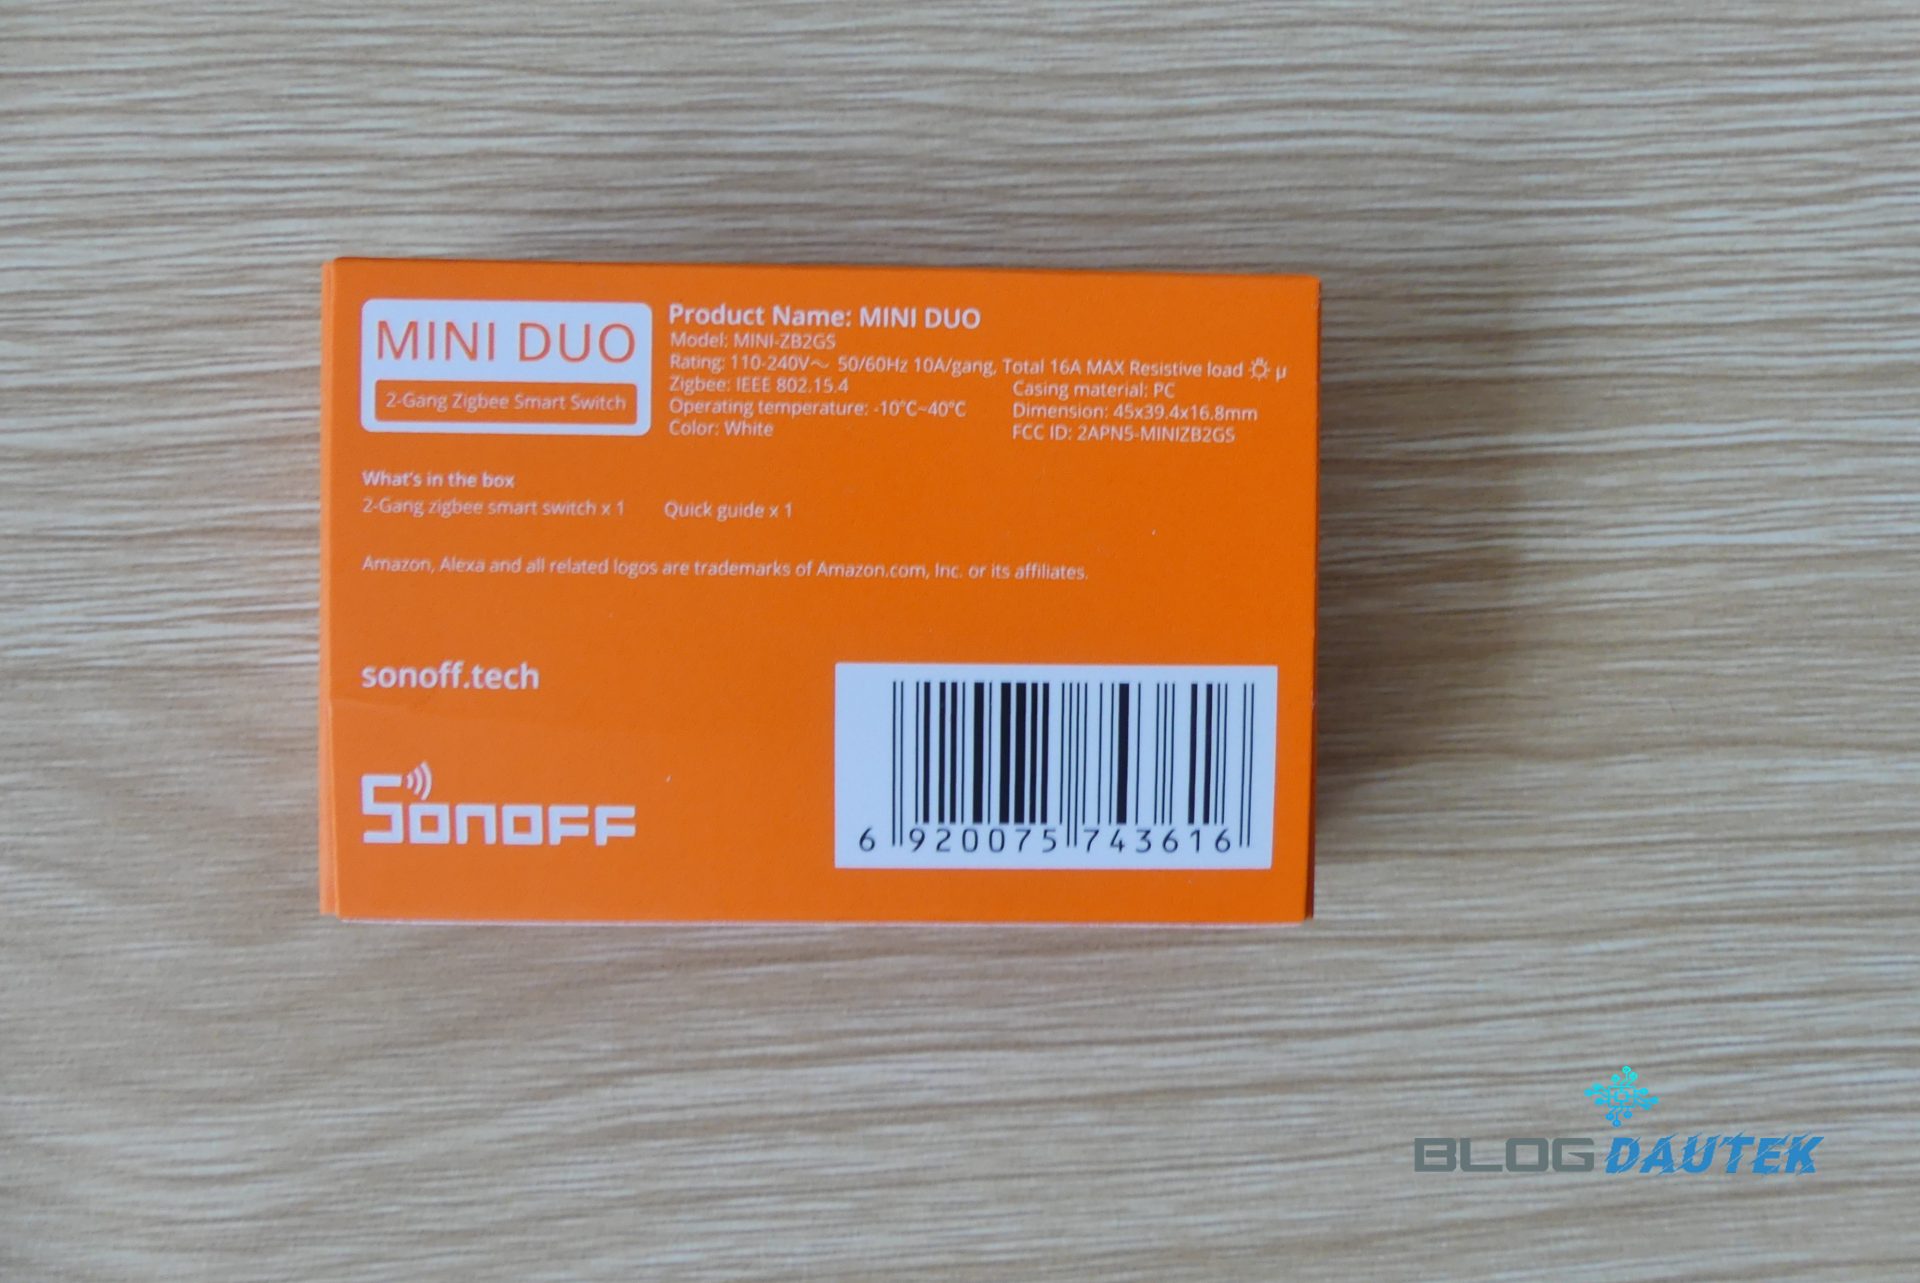 MINI DUO
2-Gang Zigbee Smart Switch
Product Name: MINI DUO
Model: MINI-ZB2GS
Rating: 110-240V~ 50/60Hz 10A/gang, Total 16A MAX Resistive load µ
Zigbee: IEEE 802.15.4
Casing material: PC
Operating temperature: -10°C~40°C
Dimension: 45x39.4x16.8mm
Color: White
FCC ID: 2APN5-MINIZB2GS
What's in the box
2-Gang zigbee smart switch x 1
Quick guide x 1
Amazon, Alexa and all related logos are trademarks of Amazon.com, Inc. or its affiliates.
sonoff.tech
SONOFF
6 920075 743616
BLOG DAUTEK